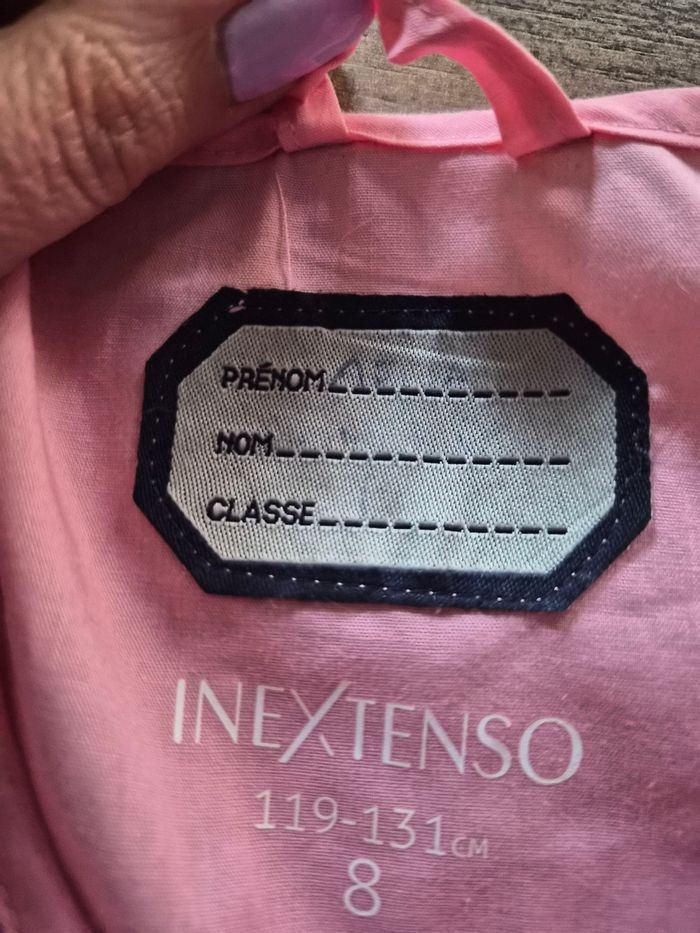 PRÉNOM
NOM
CLASSE
INEXTENSO
119-131CM
8